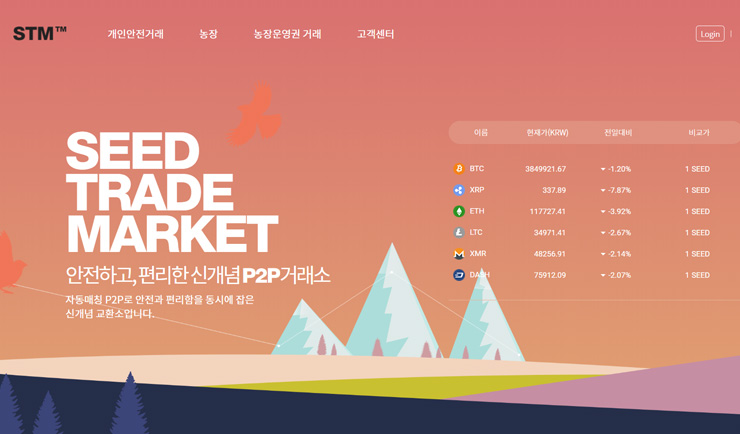 STM™
개인안전거래 농장 농장운영권 거래 고객센터 Login
SEED
TRADE
MARKET
안전하고, 편리한 신개념 P2P거래소
자동매칭 P2P로 안전과 편리함을 동시에 잡은
신개념 교환소입니다.
이름 현재가(KRW) 전일대비 비교가
BTC 3849921.67 -1.20% 1 SEED
XRP 337.89 -7.87% 1 SEED
ETH 117727.41 -3.92% 1 SEED
LTC 34971.41 -2.67% 1 SEED
XMR 48256.91 -2.14% 1 SEED
DASH 75912.09 -2.07% 1 SEED